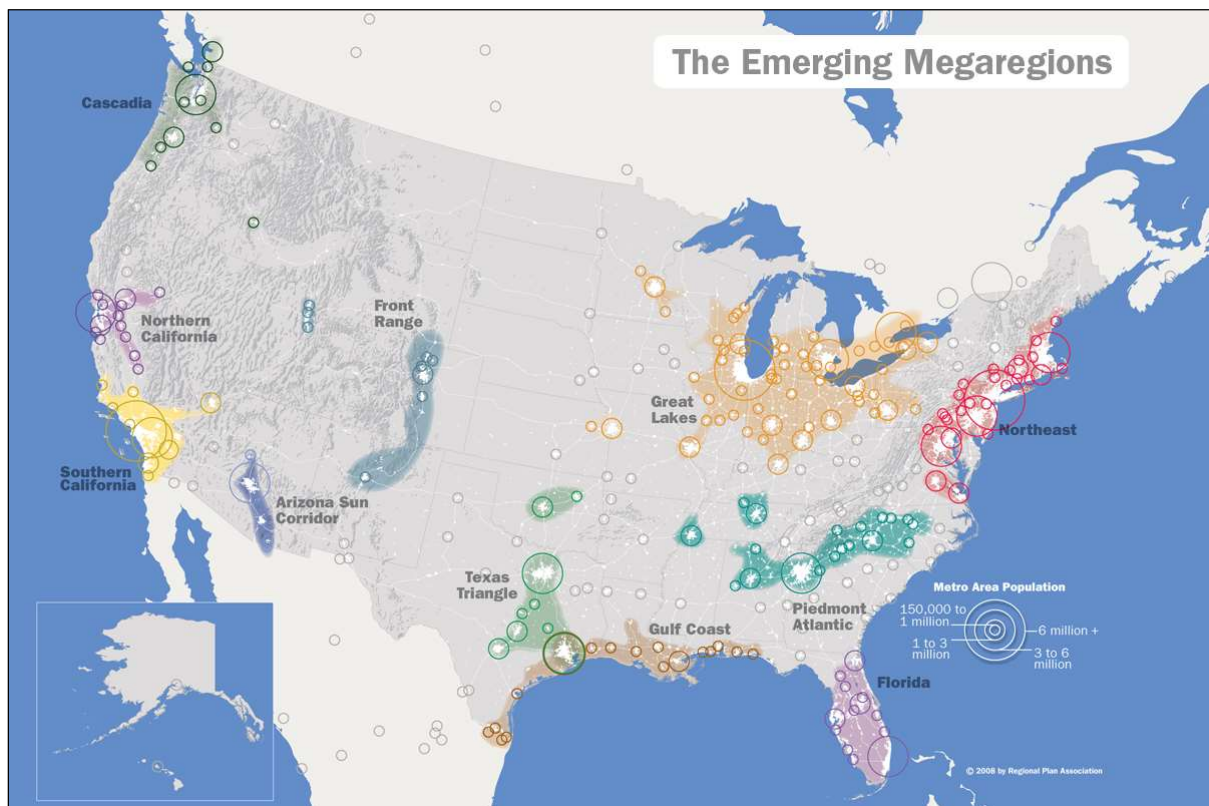 The Emerging Megaregions
Cascadia
Northern
California
Front
Range
Great
Lakes
Northeast
Southern
California
Arizona Sun
Corridor
Texas
Triangle
Gulf Coast
Piedmont
Atlantic
Florida
Metro Area Population
150,000 to
1 million
1 to 3
million
6 million +
3 to 6
million
© 2008 by Regional Plan Association